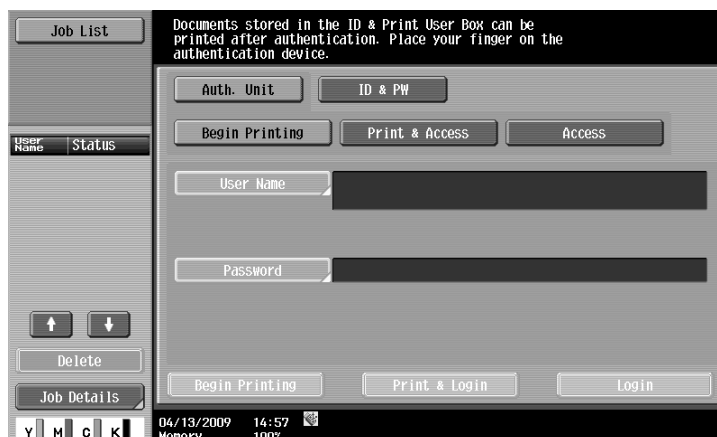 Job List
Documents stored in the ID & Print User Box can be
printed after authentication. Place your finger on the
authentication device.
Auth. Unit
ID & PW
Begin Printing
Print & Access
Access
User
Name
Status
User Name
Password
Delete
Begin Printing
Print & Login
Login
Job Details
04/13/2009 14:57
Y M C K
Memory 100%